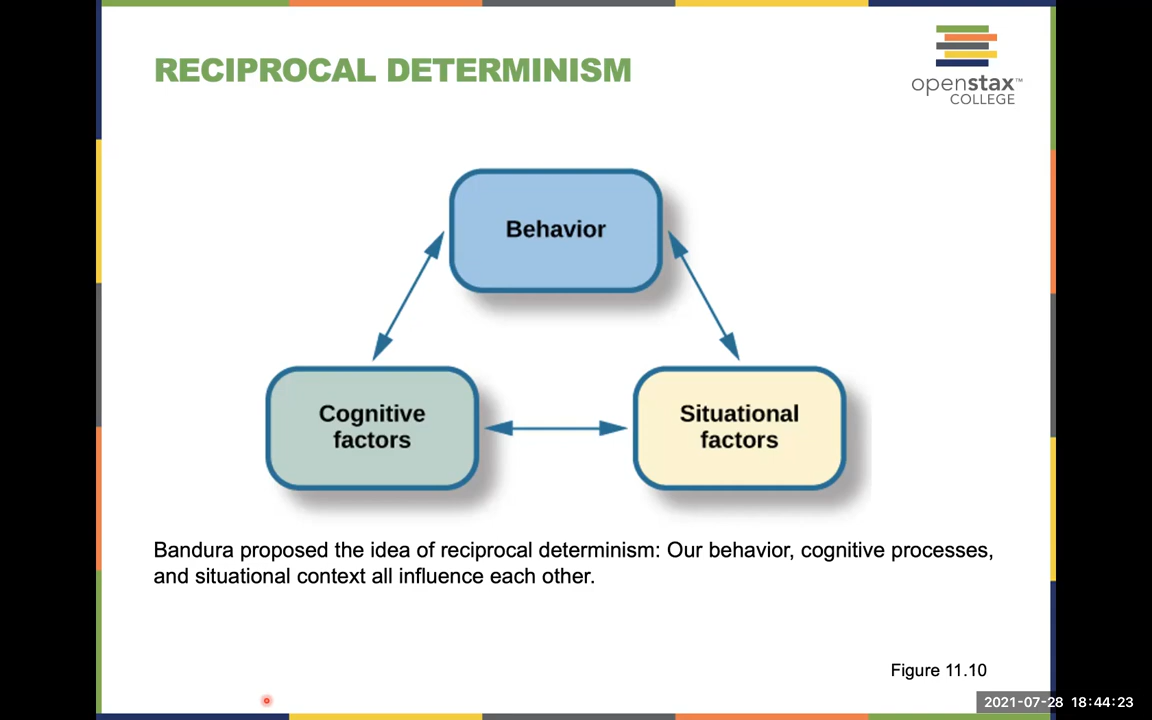 RECIPROCAL DETERMINISM
openstax™
COLLEGE
Behavior
Cognitive
factors
Situational
factors
Bandura proposed the idea of reciprocal determinism: Our behavior, cognitive processes,
and situational context all influence each other.
Figure 11.10
2021-07-28 18:44:23